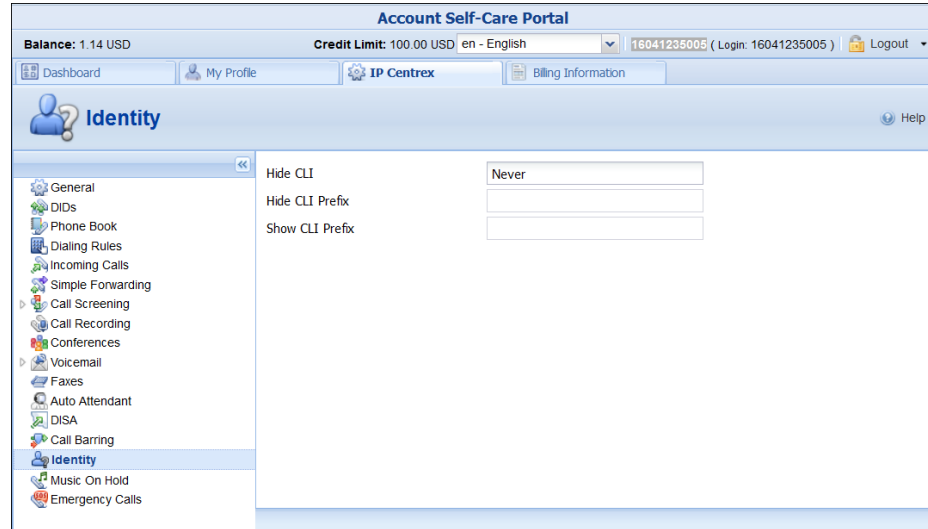 Account Self-Care Portal
Balance: 1.14 USD Credit Limit: 100.00 USD en - English 16041235005 ( Login: 16041235005 ) Logout
Dashboard My Profile IP Centrex Billing Information
Identity Help
General
DIDs
Phone Book
Dialing Rules
Incoming Calls
Simple Forwarding
Call Screening
Call Recording
Conferences
Voicemail
Faxes
Auto Attendant
DISA
Call Barring
Identity
Music On Hold
Emergency Calls
Hide CLI Never
Hide CLI Prefix
Show CLI Prefix